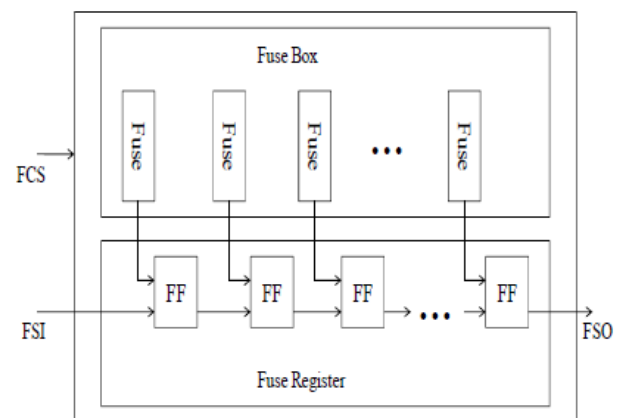 Fuse Box
Fuse
Fuse
Fuse
...
Fuse
FCS
FF
FF
FF
...
FF
FSI
FSO
Fuse Register